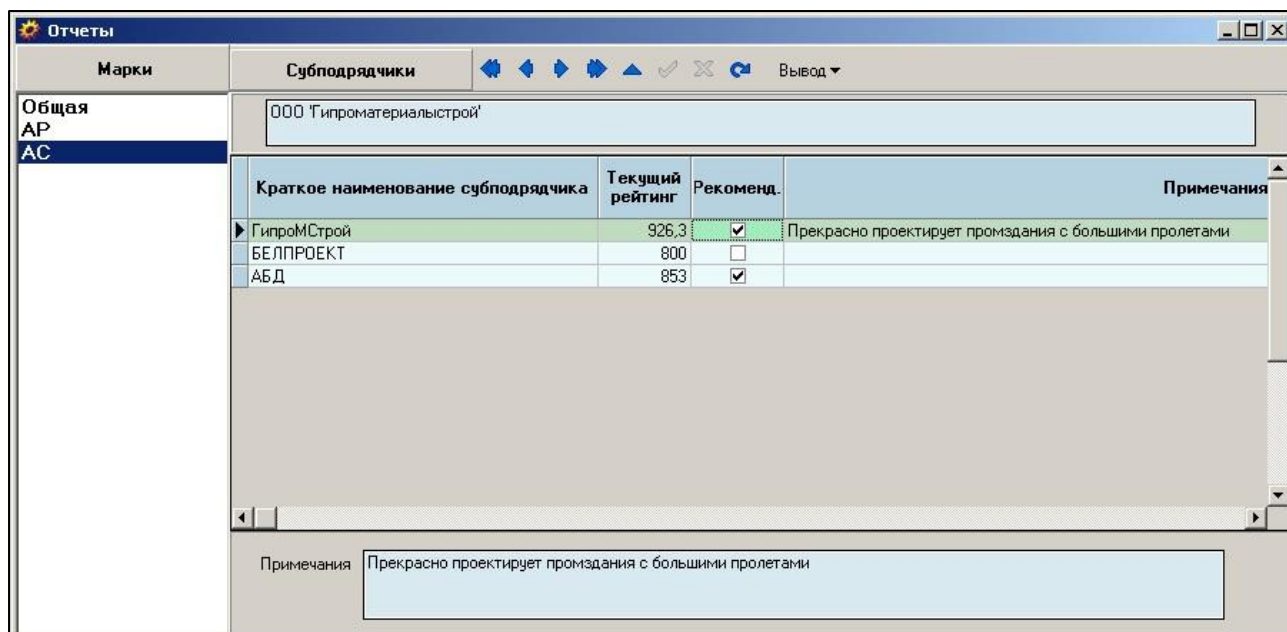 Отчеты
Марки
Субподрядчики
Вывод
Общая
АР
АС
ООО 'Гипроматериалыстрой'
Краткое наименование субподрядчика
Текущий
рейтинг
Рекоменд.
Примечания
ГипроМСтрой 926,3 Прекрасно проектирует промздания с большими пролетами
БЕЛПРОЕКТ 800
АБД 853
Примечания Прекрасно проектирует промздания с большими пролетами